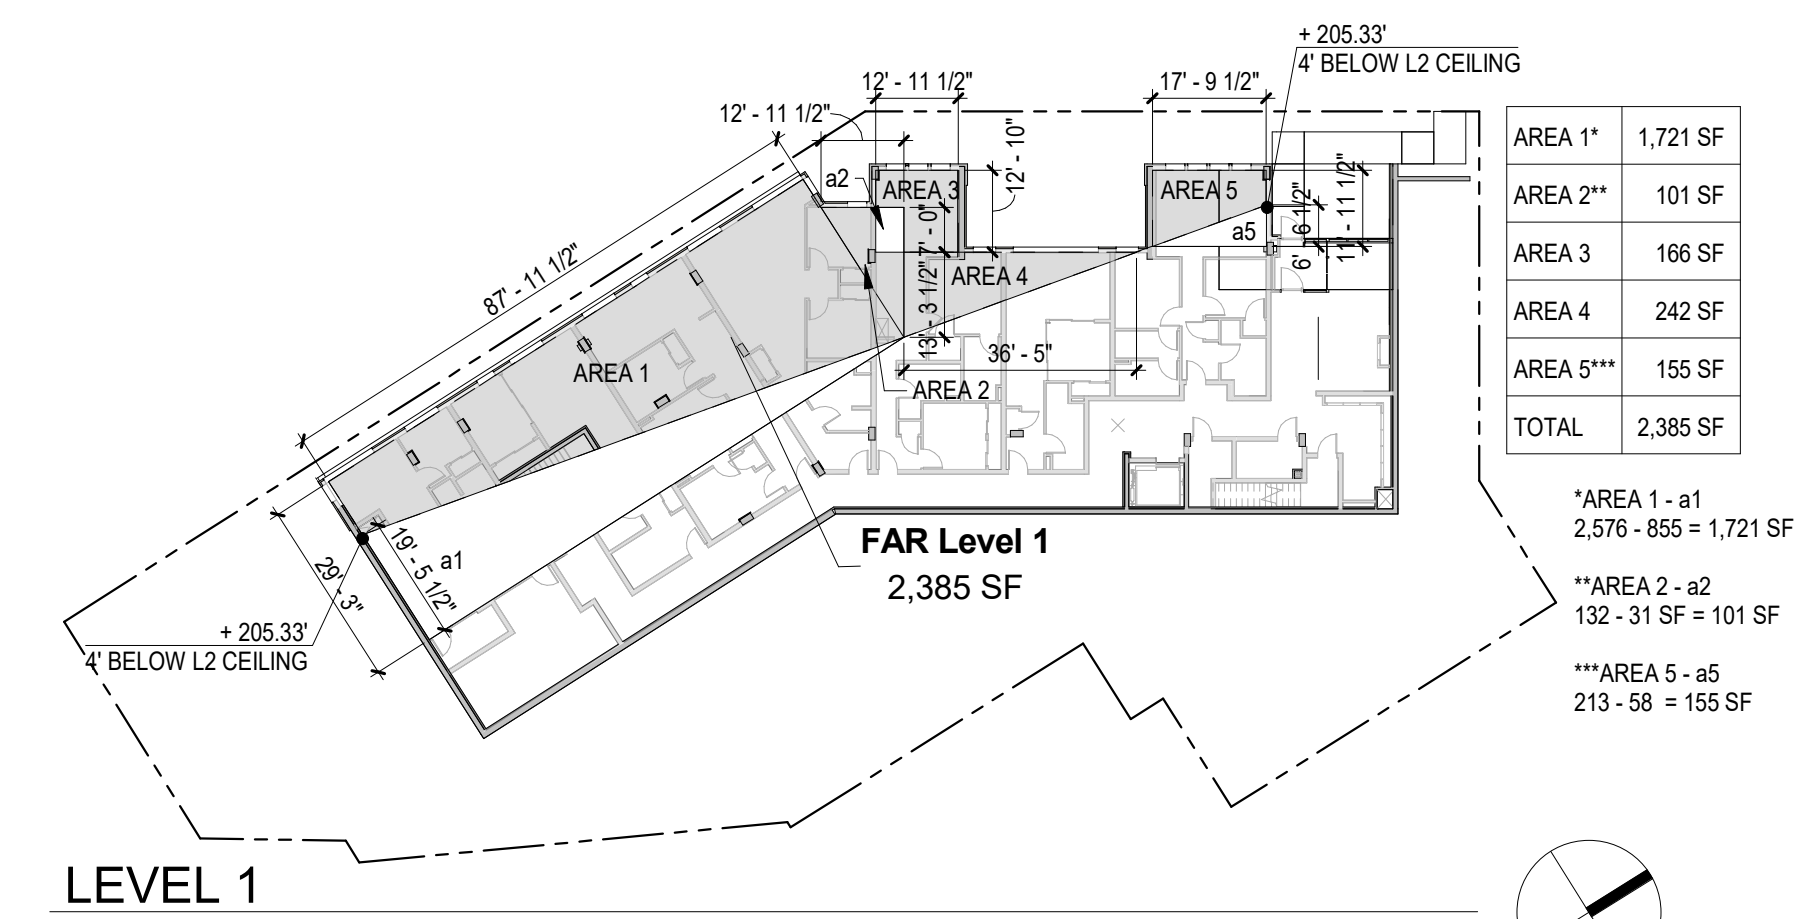 + 205.33'
4' BELOW L2 CEILING
12' - 11 1/2"
17' - 9 1/2"
12' - 11 1/2"
12' - 10"
a2
AREA 3
AREA 5
11' - 11 1/2"
6' 6 1/2"
a5
7' - 0"
87' - 11 1/2"
AREA 4
13' - 3 1/2"
36' - 5"
AREA 1
AREA 2
FAR Level 1
2,385 SF
19' - 5 1/2"
a1
29' - 3"
+ 205.33'
4' BELOW L2 CEILING
AREA 1* 1,721 SF
AREA 2** 101 SF
AREA 3 166 SF
AREA 4 242 SF
AREA 5*** 155 SF
TOTAL 2,385 SF
*AREA 1 - a1
2,576 - 855 = 1,721 SF
**AREA 2 - a2
132 - 31 SF = 101 SF
***AREA 5 - a5
213 - 58 = 155 SF
LEVEL 1